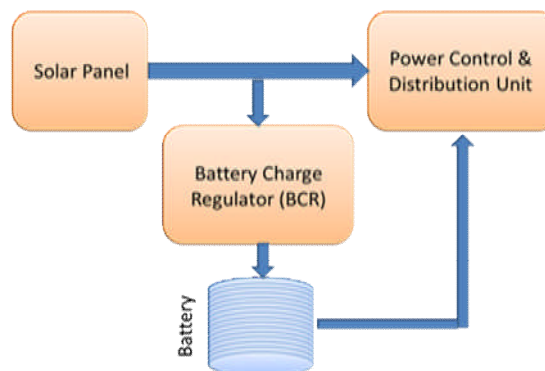 Solar Panel
Power Control &
Distribution Unit
Battery Charge
Regulator (BCR)
Battery